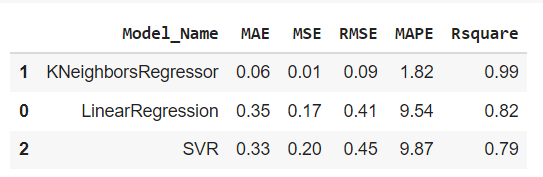 Model_Name MAE MSE RMSE MAPE Rsquare
1 KNeighborsRegressor 0.06 0.01 0.09 1.82 0.99
0 LinearRegression 0.35 0.17 0.41 9.54 0.82
2 SVR 0.33 0.20 0.45 9.87 0.79